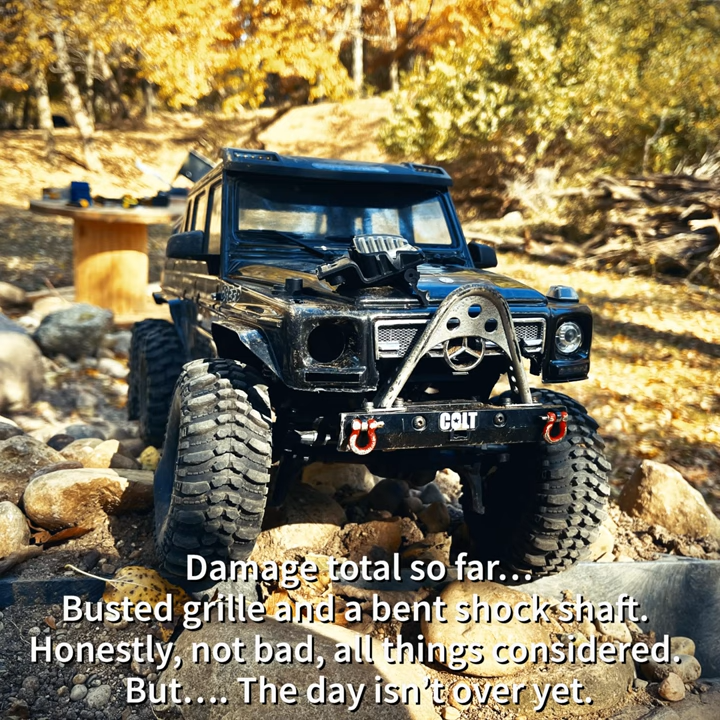 COLT
Damage total so far...
Busted grille and a bent shock shaft.
Honestly, not bad, all things considered.
But.... The day isn't over yet.